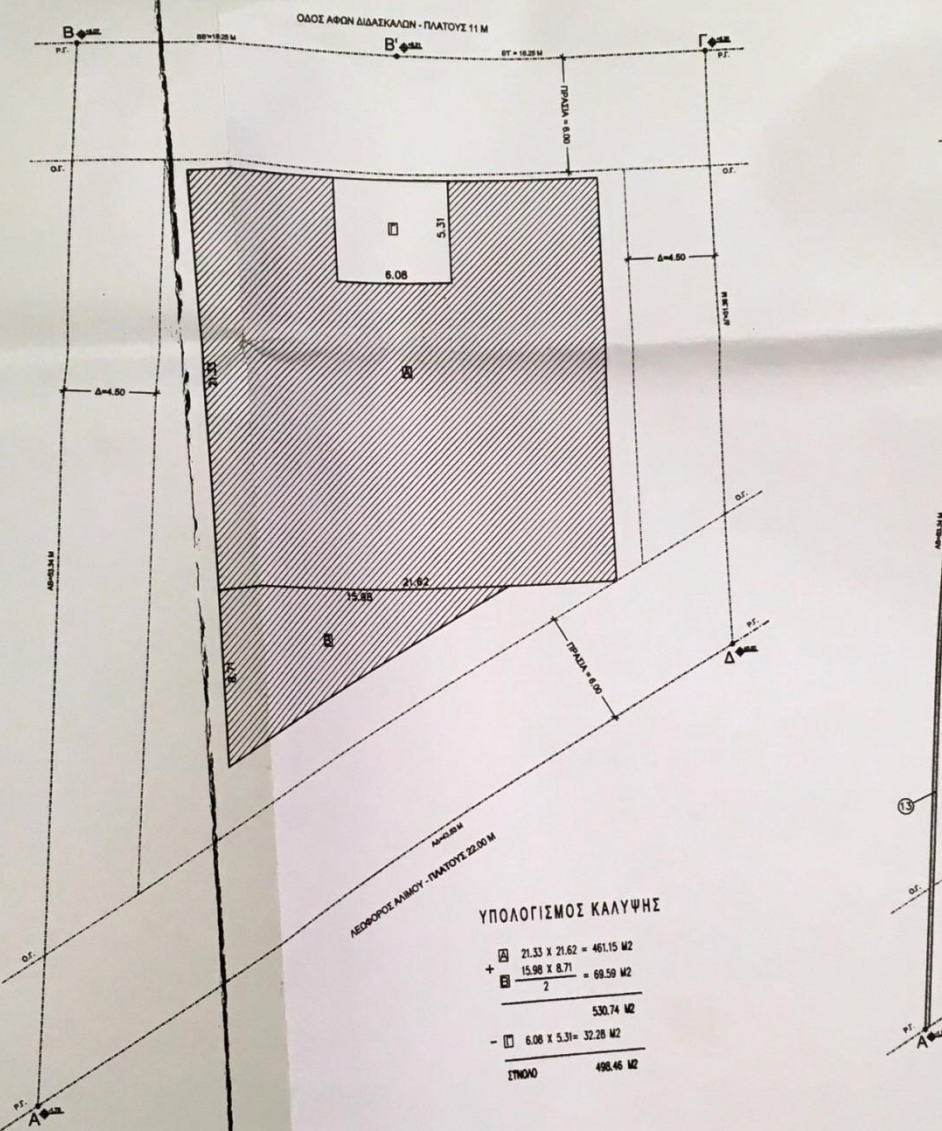 ΟΔΟΣ ΑΦΩΝ ΔΙΔΑΣΚΑΛΩΝ - ΠΛΑΤΟΥΣ 11 Μ
Β
Β'
Γ
Ρ.Γ.
Ρ.Γ.
ΒΓ = 16.25 Μ
ΠΡΑΣΙΑ = 6.00
Ο.Γ.
Ο.Γ.
Γ
5.31
6.08
Δ=4.50
Α
21.33
Δ=4.50
Ο.Γ.
21.62
15.98
Β
8.71
ΠΡΑΣΙΑ = 6.00
Ρ.Γ.
Δ
13
ΛΕΩΦΟΡΟΣ ΑΛΙΜΟΥ - ΠΛΑΤΟΥΣ 22.00 Μ
Ο.Γ.
Ο.Γ.
ΥΠΟΛΟΓΙΣΜΟΣ ΚΑΛΥΨΗΣ
Α 21.33 Χ 21.62 = 461.15 Μ2
+ Β 15.98 Χ 8.71 = 69.59 Μ2
2
530.74 Μ2
- Γ 6.08 Χ 5.31= 32.28 Μ2
ΣΥΝΟΛΟ 498.46 Μ2
Ρ.Γ.
Α
Ρ.Γ.
Α